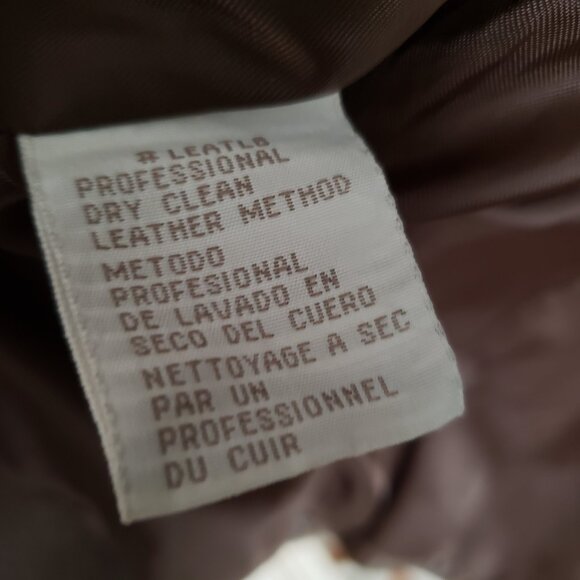 # LEATLB
PROFESSIONAL
DRY CLEAN
LEATHER METHOD
METODO
PROFESIONAL
DE LAVADO EN
SECO DEL CUERO
NETTOYAGE A SEC
PAR UN
PROFESSIONNEL
DU CUIR